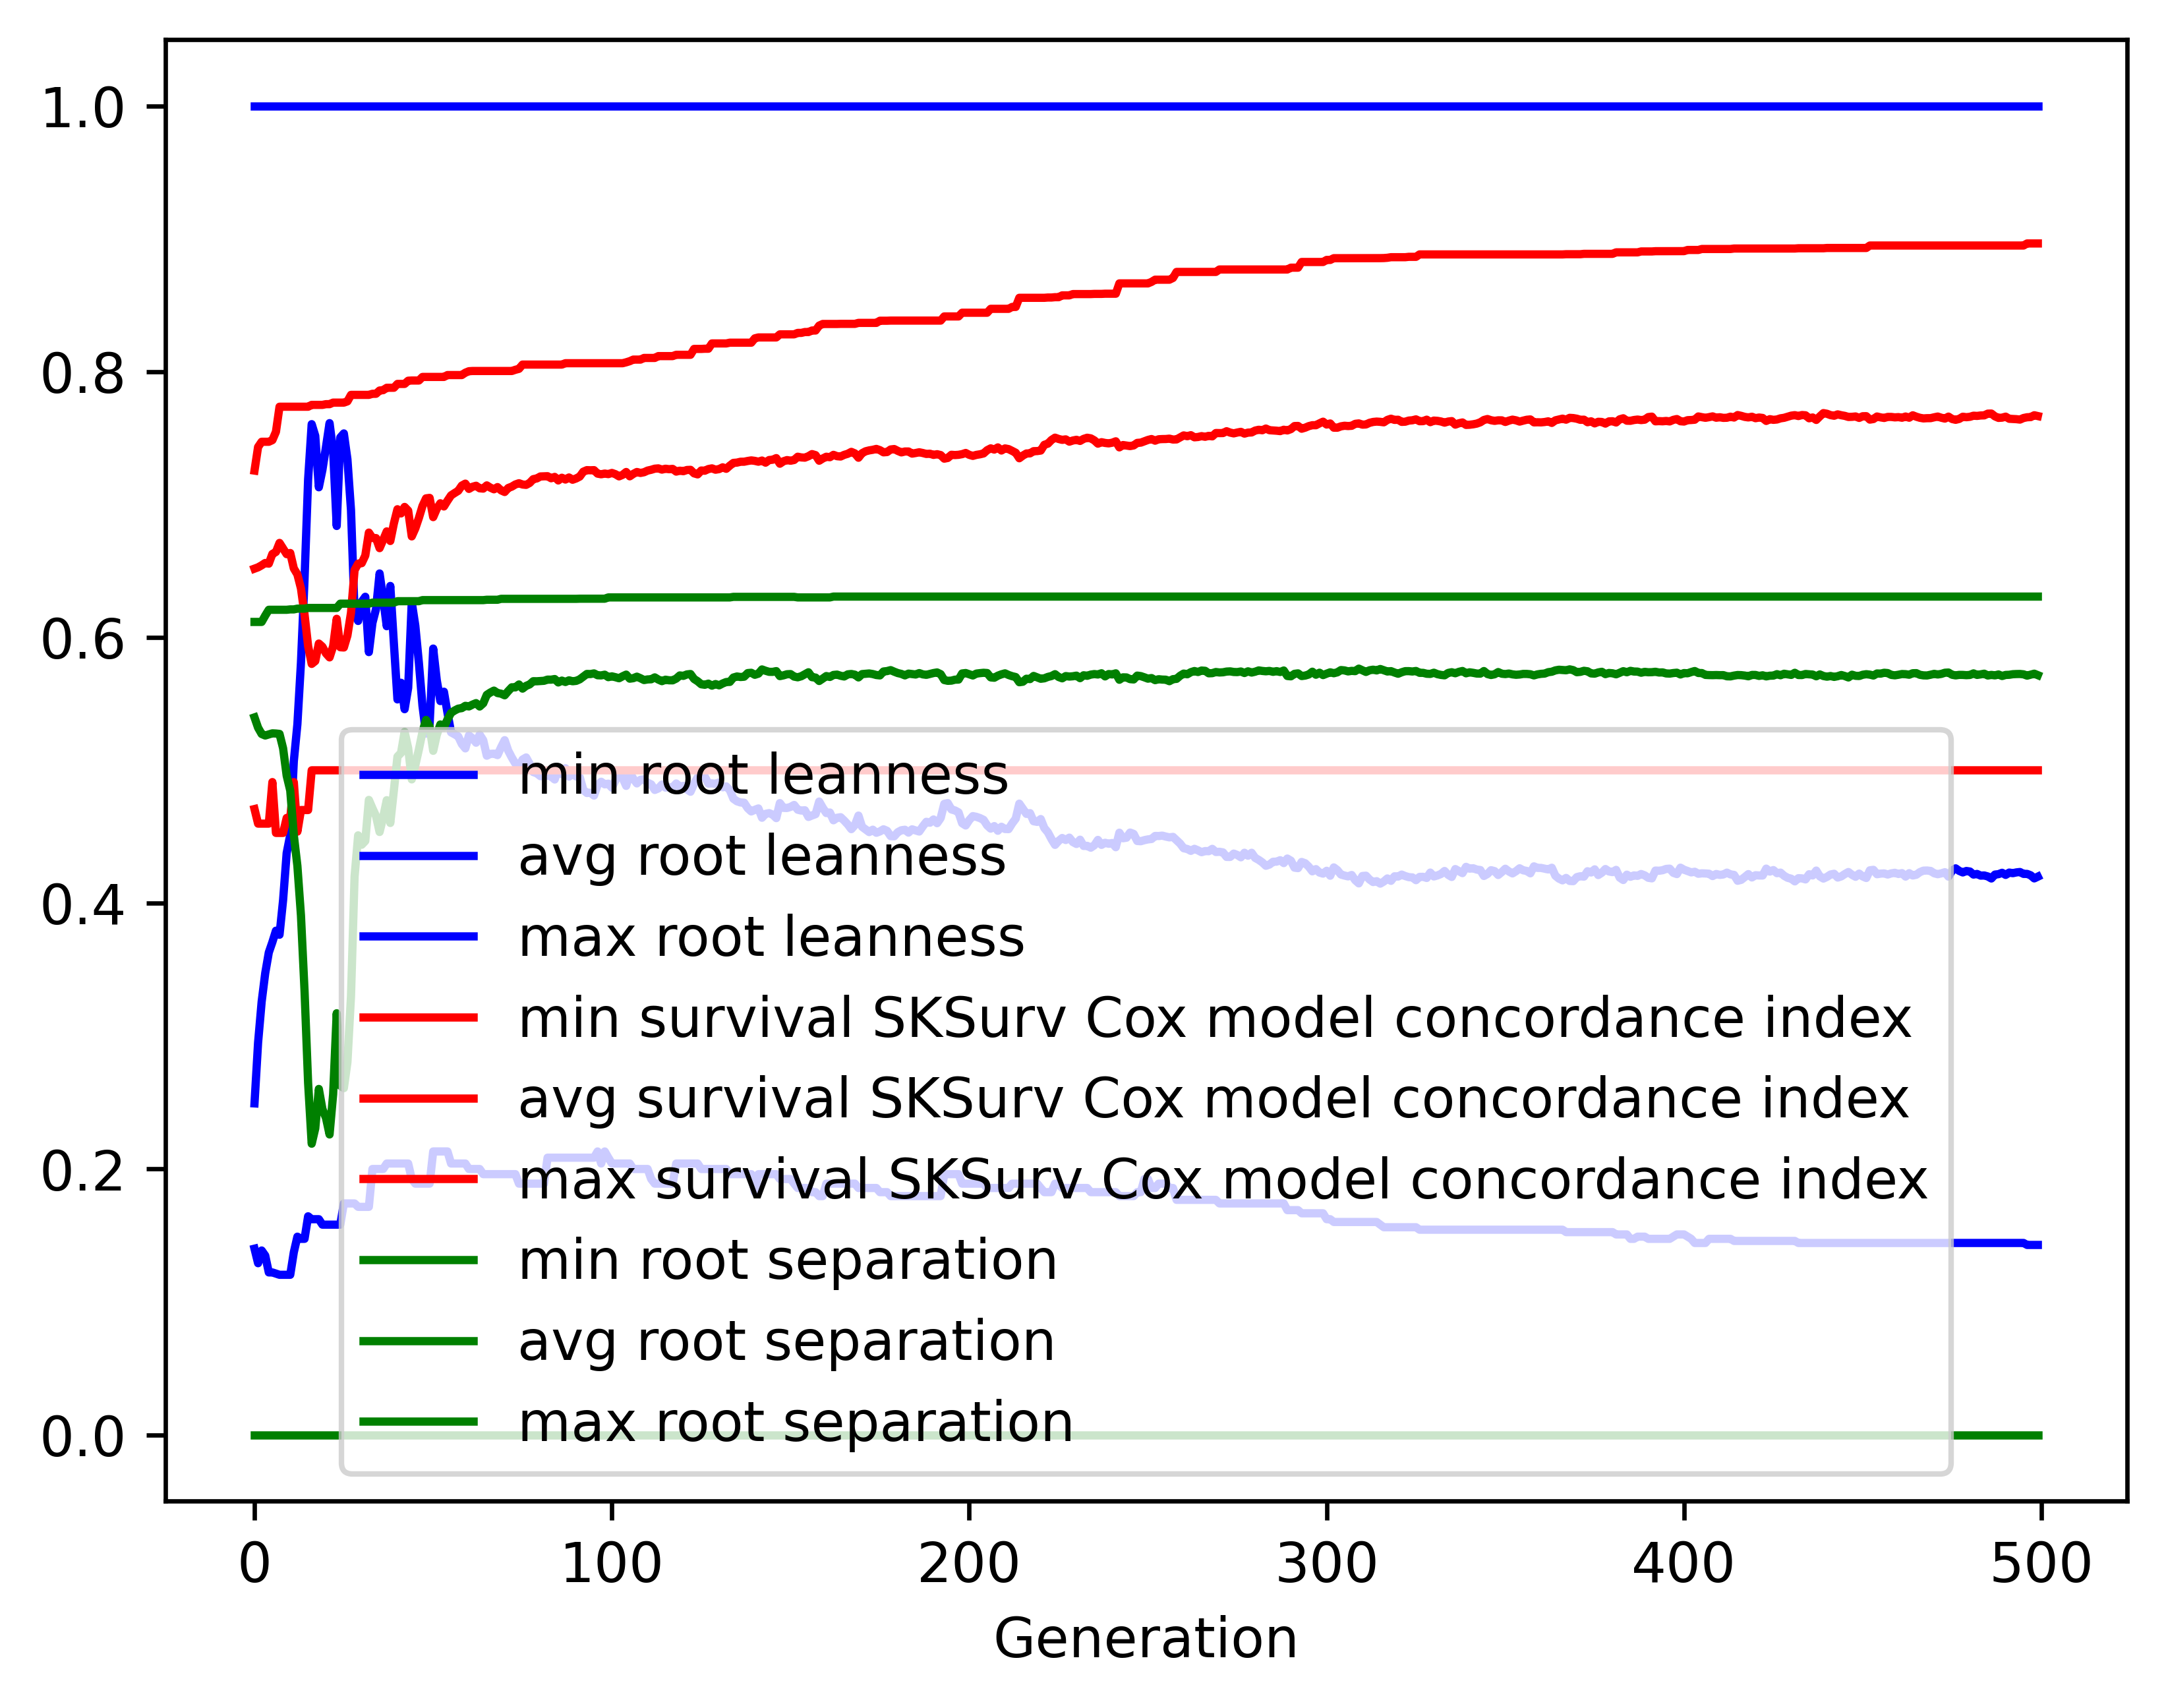 1.0
0.8
0.6
0.4
0.2
0.0
min root leanness
avg root leanness
max root leanness
min survival SKSurv Cox model concordance index
avg survival SKSurv Cox model concordance index
max survival SKSurv Cox model concordance index
min root separation
avg root separation
max root separation
0 100 200 300 400 500
Generation